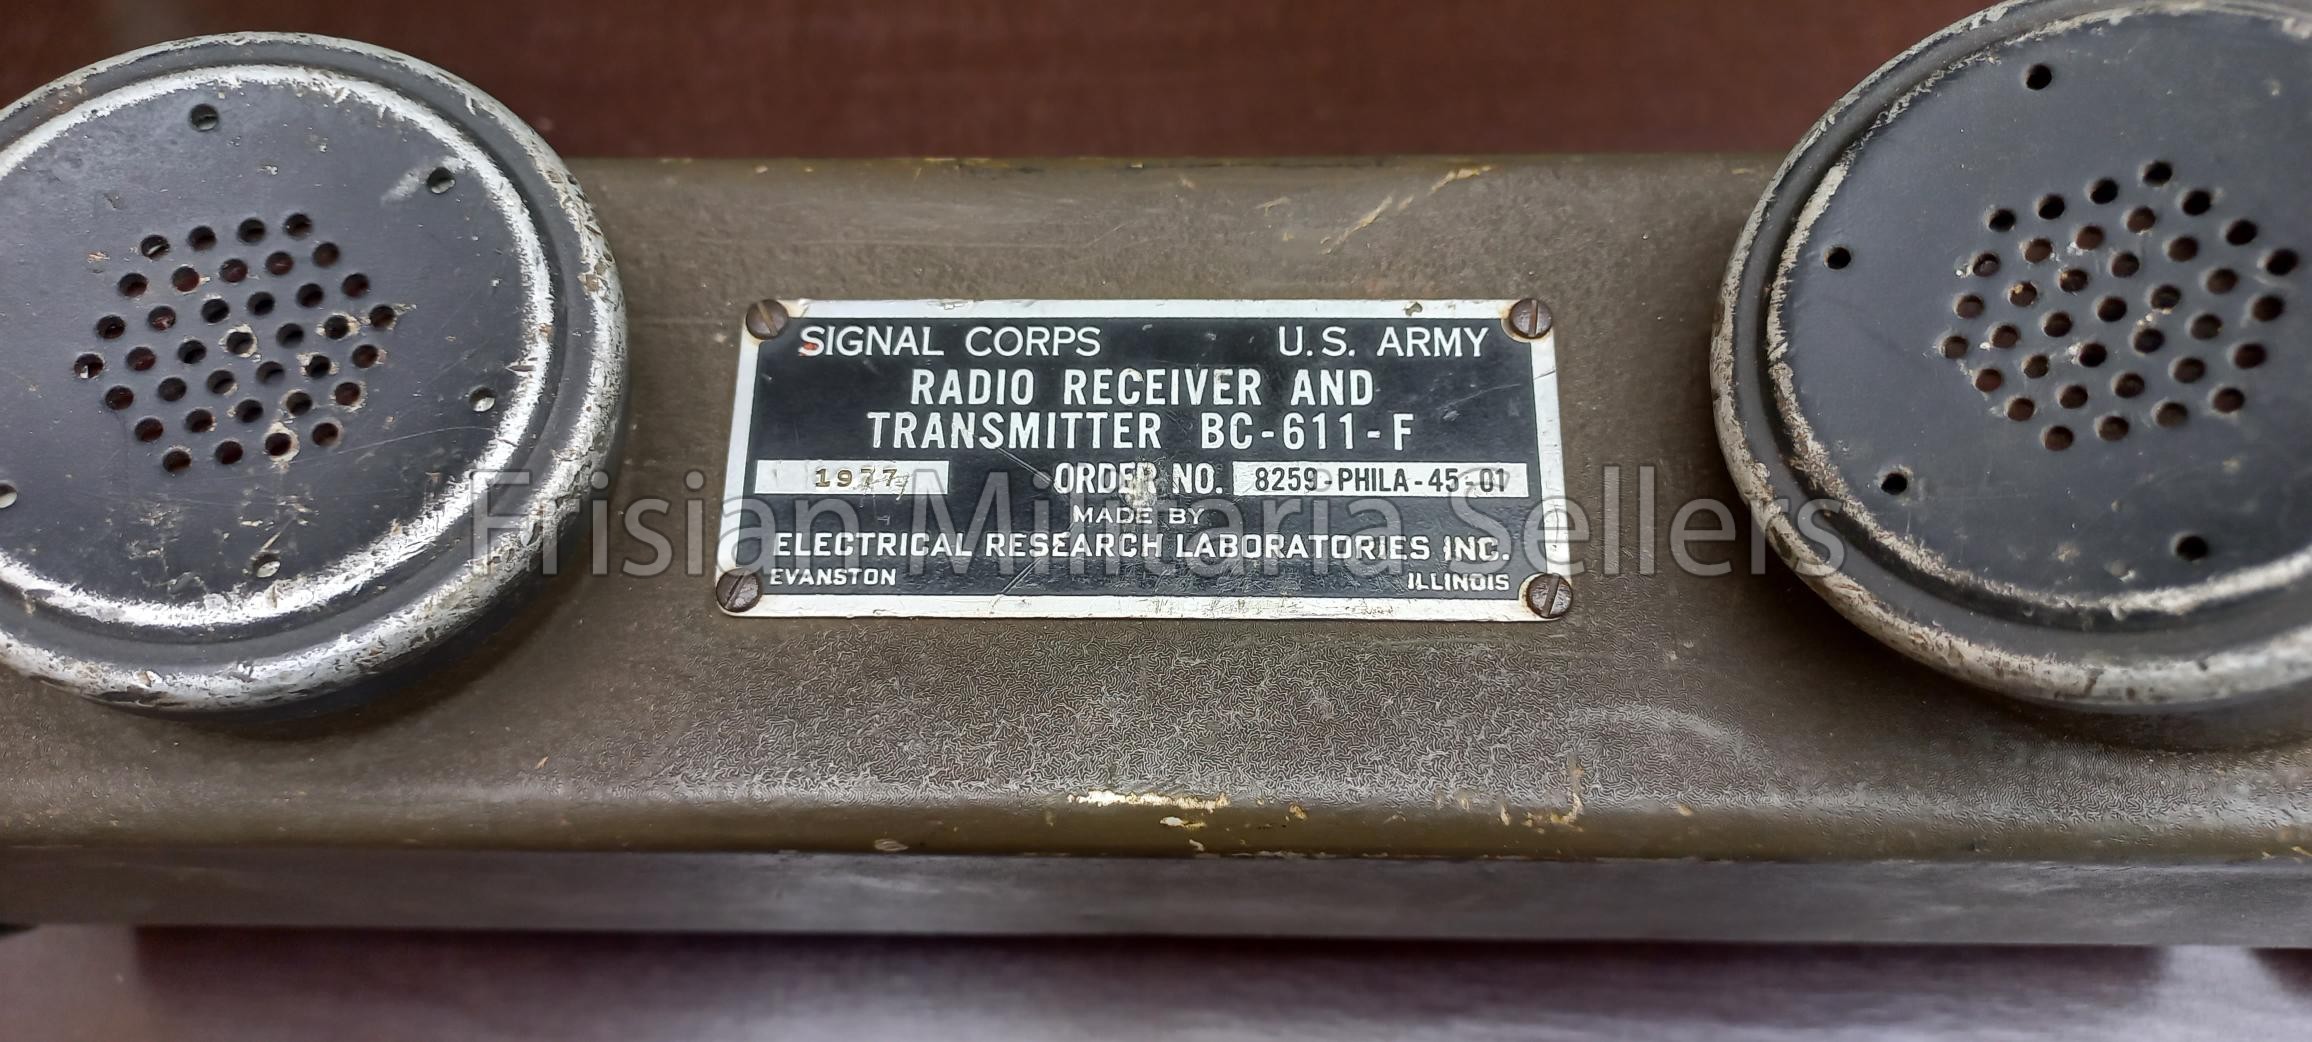 SIGNAL CORPS U.S. ARMY
RADIO RECEIVER AND
TRANSMITTER BC-611-F
1977 ORDER NO. 8259-PHILA-45-01
MADE BY
ELECTRICAL RESEARCH LABORATORIES INC.
EVANSTON ILLINOIS
Frisian Militaria Sellers